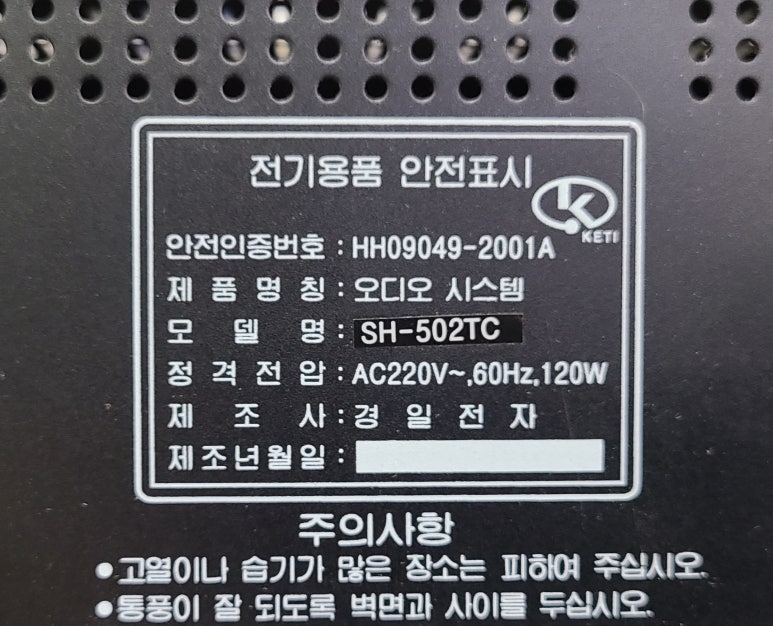 전기용품 안전표시
K
KETI
안전인증번호 : HH09049-2001A
제 품 명 칭 : 오디오 시스템
모 델 명 : SH-502TC
정 격 전 압 : AC220V~,60Hz,120W
제 조 사 : 경 일 전 자
제조년월일 :
주의사항
●고열이나 습기가 많은 장소는 피하여 주십시오.
●통풍이 잘 되도록 벽면과 사이를 두십시오.